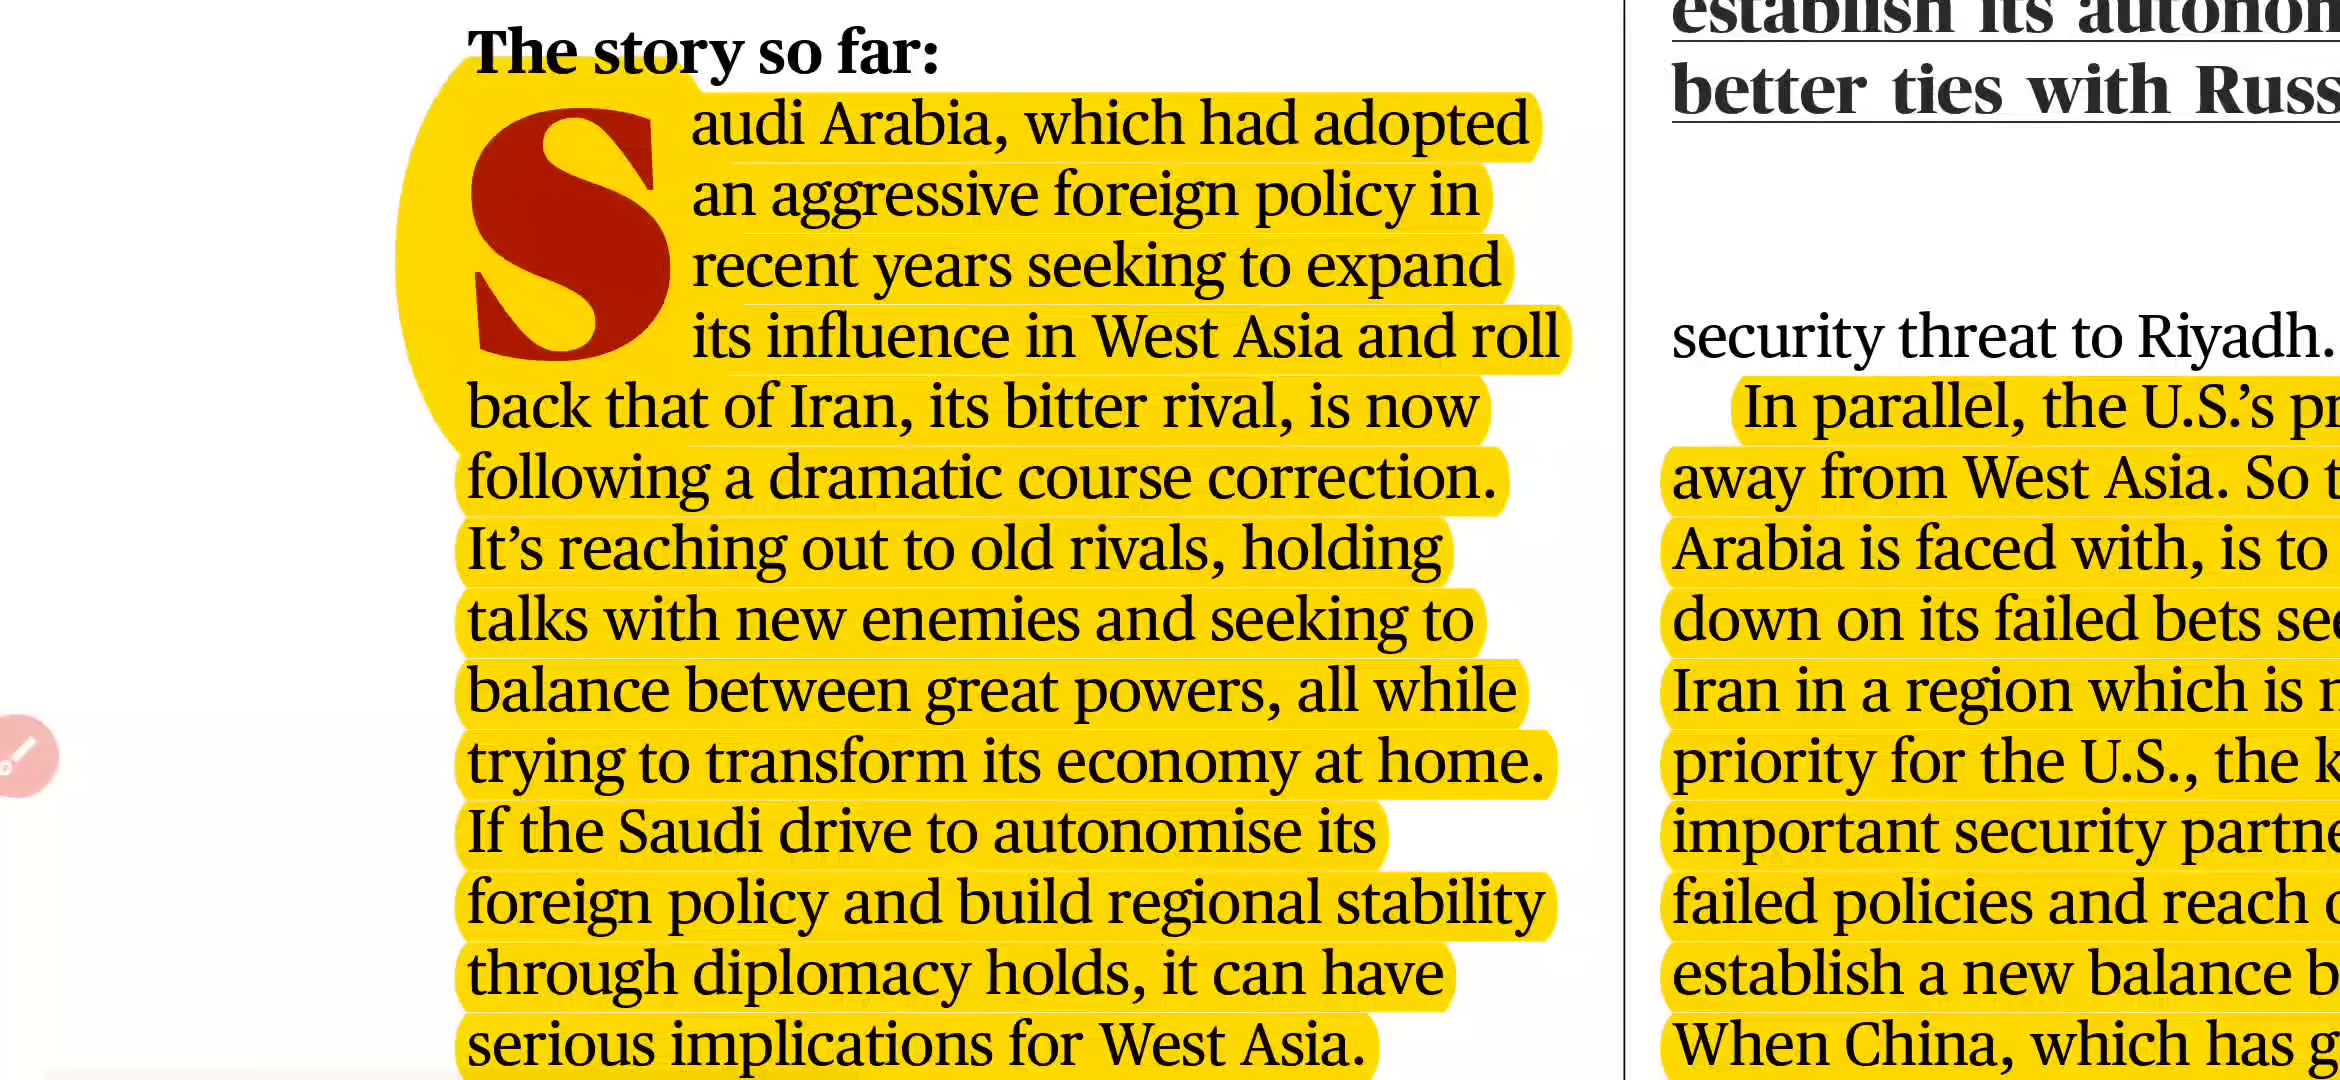 The story so far:
Saudi Arabia, which had adopted
an aggressive foreign policy in
recent years seeking to expand
its influence in West Asia and roll
back that of Iran, its bitter rival, is now
following a dramatic course correction.
It’s reaching out to old rivals, holding
talks with new enemies and seeking to
balance between great powers, all while
trying to transform its economy at home.
If the Saudi drive to autonomise its
foreign policy and build regional stability
through diplomacy holds, it can have
serious implications for West Asia.
establish its
better ties with
security threat to Riyadh.
In parallel, the U.S.’s
away from West Asia. So
Arabia is faced with, is to
down on its failed bets
Iran in a region which is
priority for the U.S., the
important security
failed policies and reach
establish a new balance
When China, which has